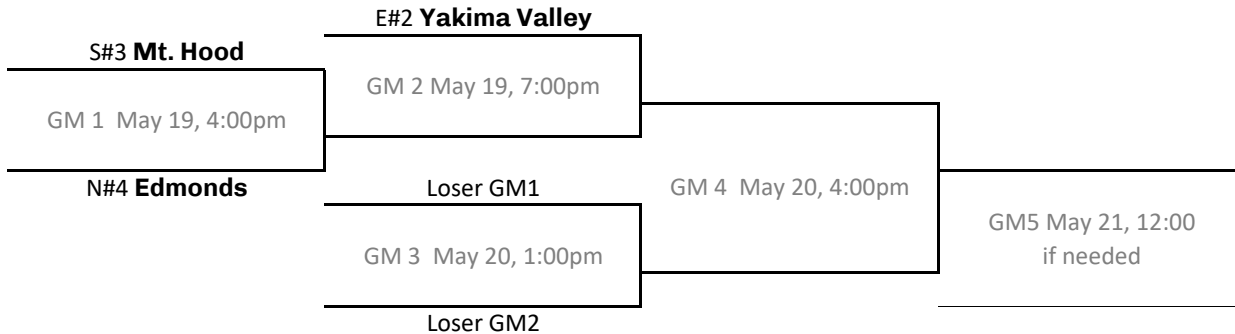 E#2 Yakima Valley
S#3 Mt. Hood
GM 2 May 19, 7:00pm
GM 1 May 19, 4:00pm
N#4 Edmonds
Loser GM1
GM 4 May 20, 4:00pm
GM5 May 21, 12:00
if needed
GM 3 May 20, 1:00pm
Loser GM2